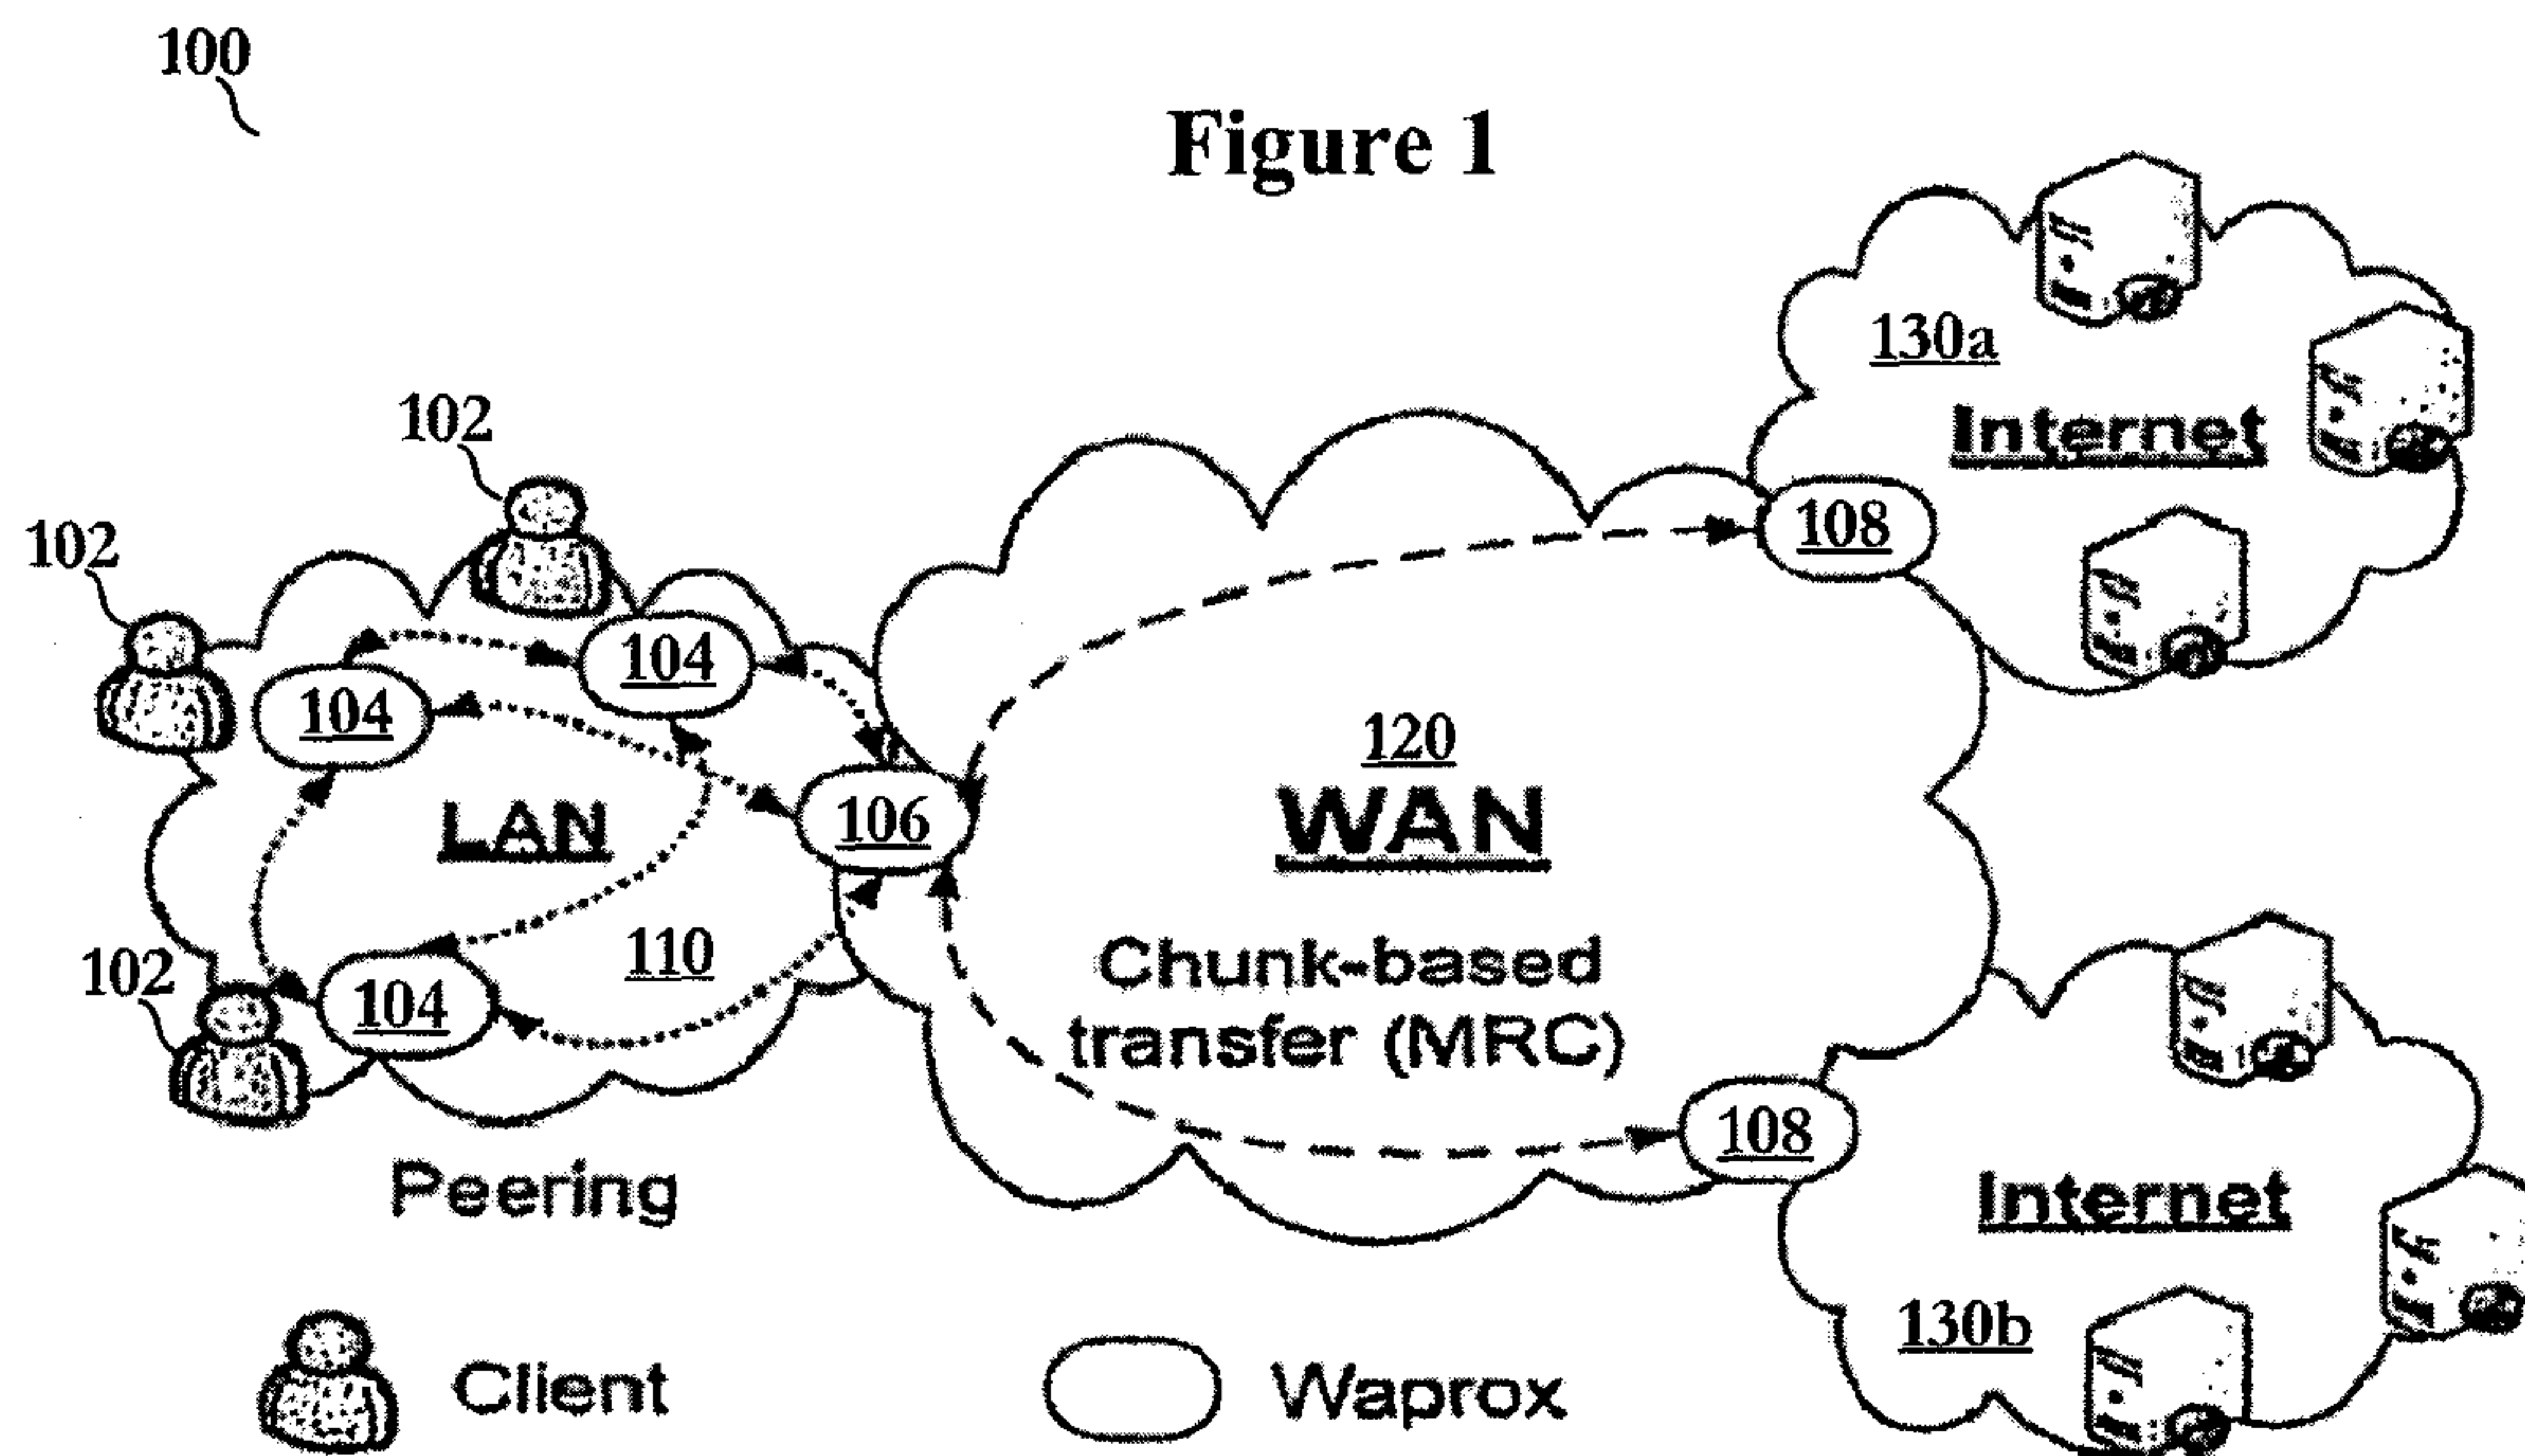 100
Figure 1
130a
Internet
102
102
108
104
104
120
WAN
LAN
106
110
Chunk-based
transfer (MRC)
102
104
108
Peering
Internet
130b
Client
Waprox